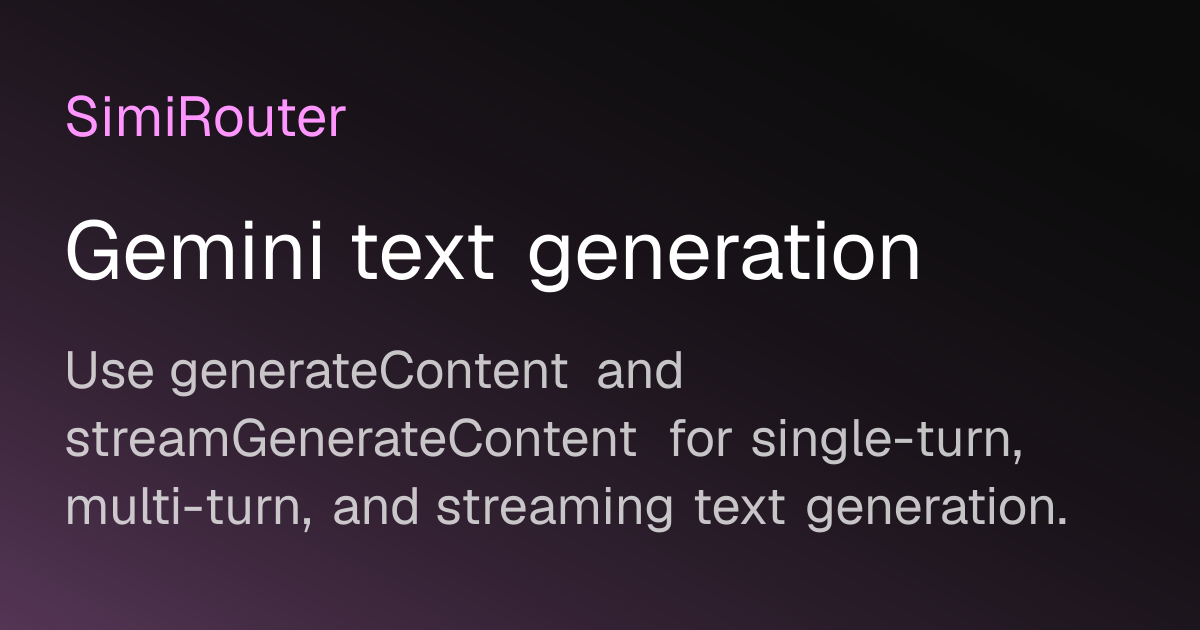 SimiRouter
Gemini text generation
Use generateContent and
streamGenerateContent for single-turn,
multi-turn, and streaming text generation.